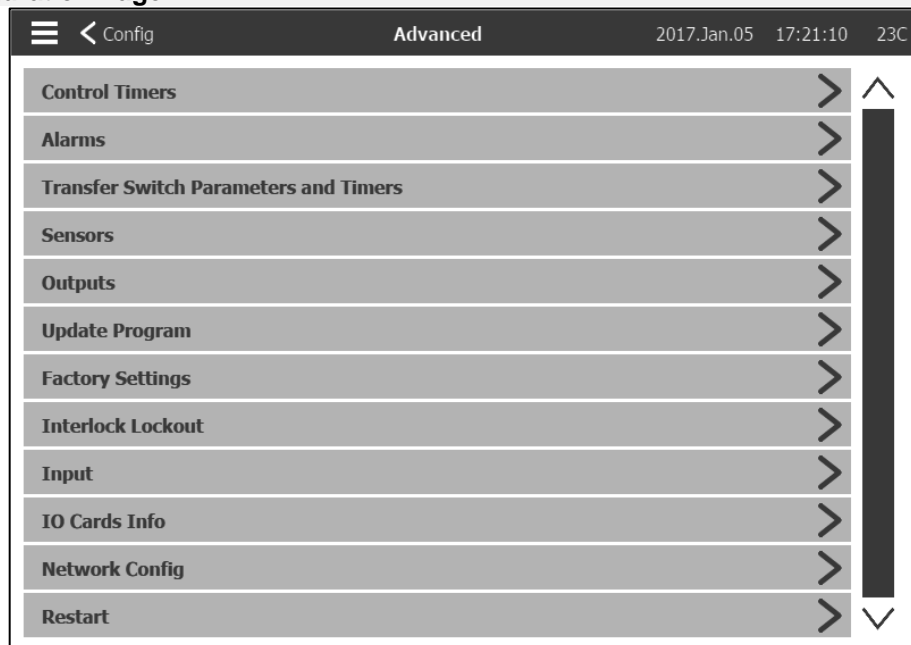 Config Advanced 2017.Jan.05 17:21:10 23C
Control Timers
Alarms
Transfer Switch Parameters and Timers
Sensors
Outputs
Update Program
Factory Settings
Interlock Lockout
Input
IO Cards Info
Network Config
Restart